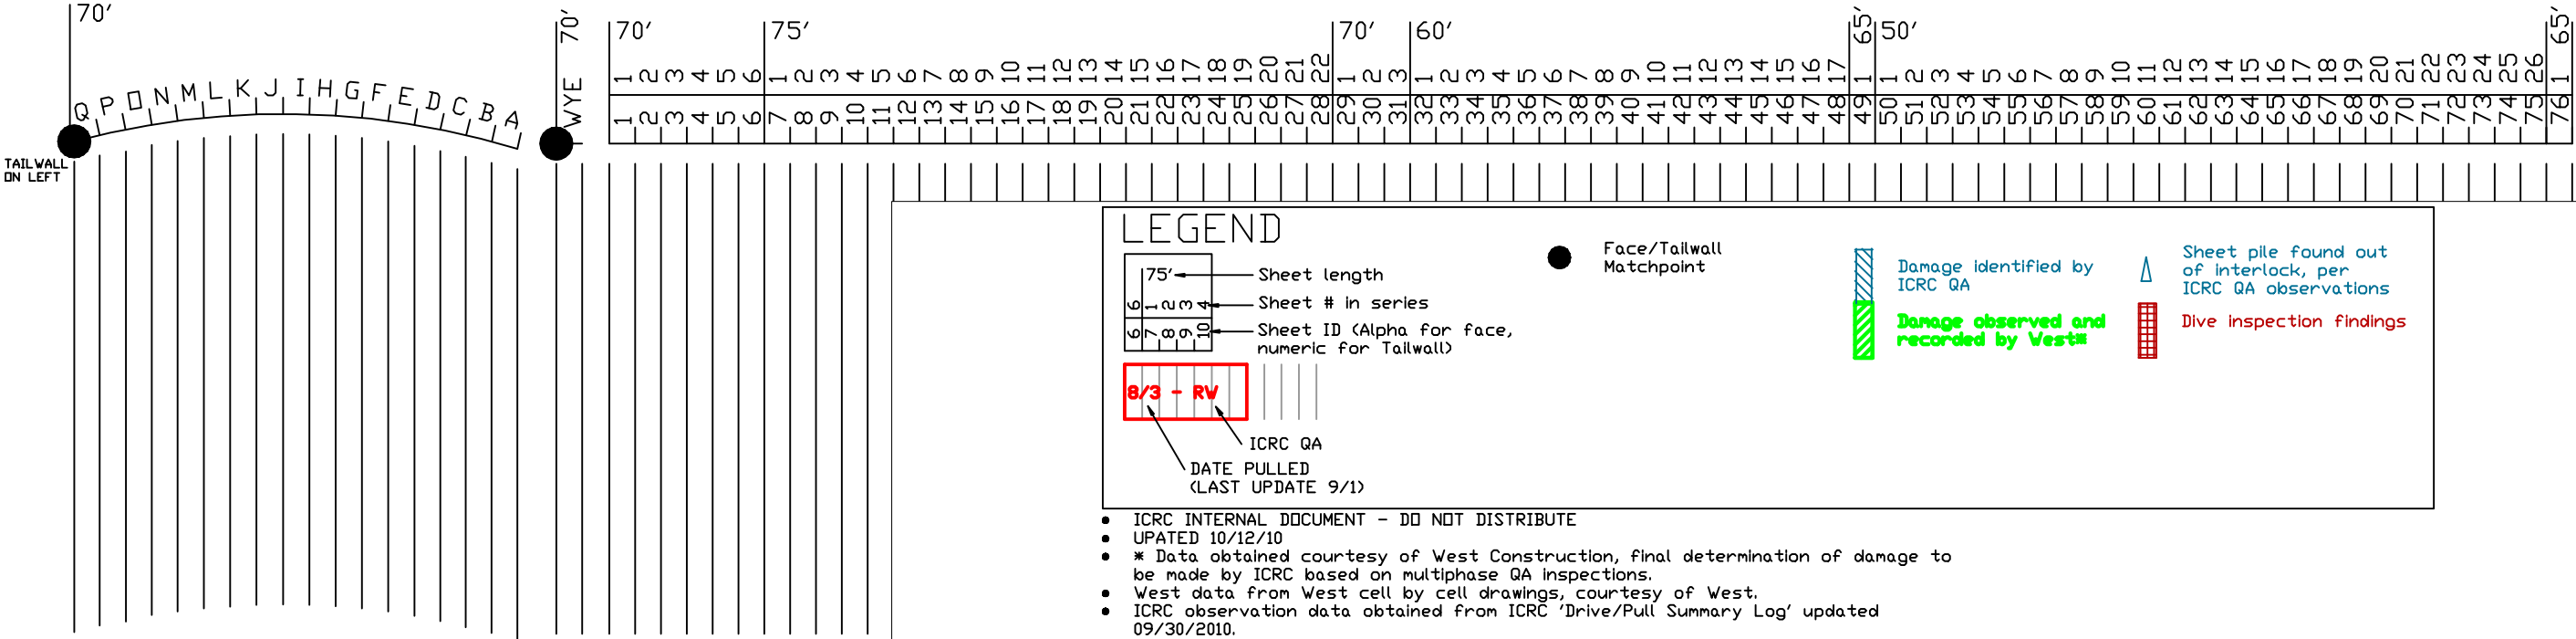 70' 70' 70' 75' 70' 60' 65' 50' 65'
Q P O N M L K J I H G F E D C B A
WYE
1 2 3 4 5 6 1 2 3 4 5 6 7 8 9 10 11 12 13 14 15 16 17 18 19 20 21 22 1 2 3 1 2 3 4 5 6 7 8 9 10 11 12 13 14 15 16 17 1 1 2 3 4 5 6 7 8 9 10 11 12 13 14 15 16 17 18 19 20 21 22 23 24 25 26 1
1 2 3 4 5 6 7 8 9 10 11 12 13 14 15 16 17 18 19 20 21 22 23 24 25 26 27 28 29 30 31 32 33 34 35 36 37 38 39 40 41 42 43 44 45 46 47 48 49 50 51 52 53 54 55 56 57 58 59 60 61 62 63 64 65 66 67 68 69 70 71 72 73 74 75 76
TAILWALL
ON LEFT
LEGEND
75'
6 1 2 3 4
6 7 8 9 10
Sheet length
Sheet # in series
Sheet ID (Alpha for face,
numeric for Tailwall)
8/3 - RW
ICRC QA
DATE PULLED
(LAST UPDATE 9/1)
Face/Tailwall
Matchpoint
Damage identified by
ICRC QA
Damage observed and
recorded by West*
Sheet pile found out
of interlock, per
ICRC QA observations
Dive inspection findings
• ICRC INTERNAL DOCUMENT - DO NOT DISTRIBUTE
• UPATED 10/12/10
• * Data obtained courtesy of West Construction, final determination of damage to
be made by ICRC based on multiphase QA inspections.
• West data from West cell by cell drawings, courtesy of West.
• ICRC observation data obtained from ICRC 'Drive/Pull Summary Log' updated
09/30/2010.